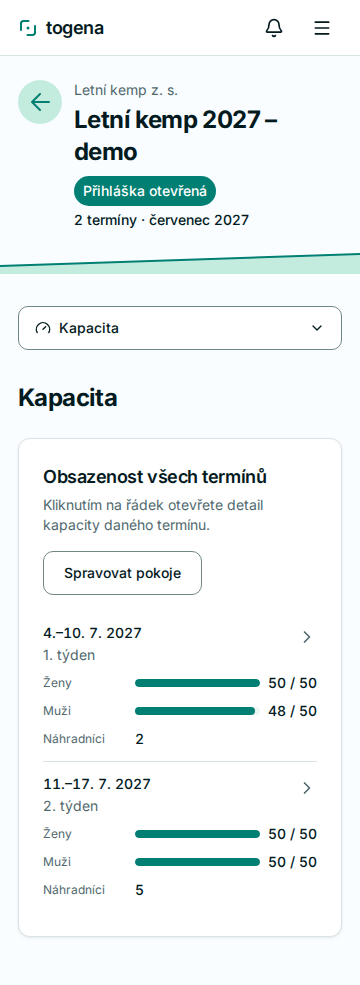 togena
Letní kemp z. s.
Letní kemp 2027 –
demo
Přihláška otevřená
2 termíny · červenec 2027
Kapacita
Kapacita
Obsazenost všech termínů
Kliknutím na řádek otevřete detail
kapacity daného termínu.
Spravovat pokoje
4.–10. 7. 2027
1. týden
Ženy 50 / 50
Muži 48 / 50
Náhradníci 2
11.–17. 7. 2027
2. týden
Ženy 50 / 50
Muži 50 / 50
Náhradníci 5